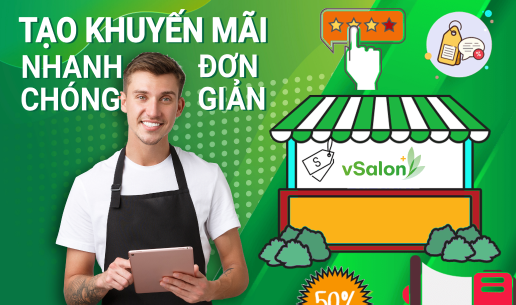 TẠO KHUYẾN MÃI
NHANH ĐƠN
CHÓNG GIẢN
S
vSalon
50%